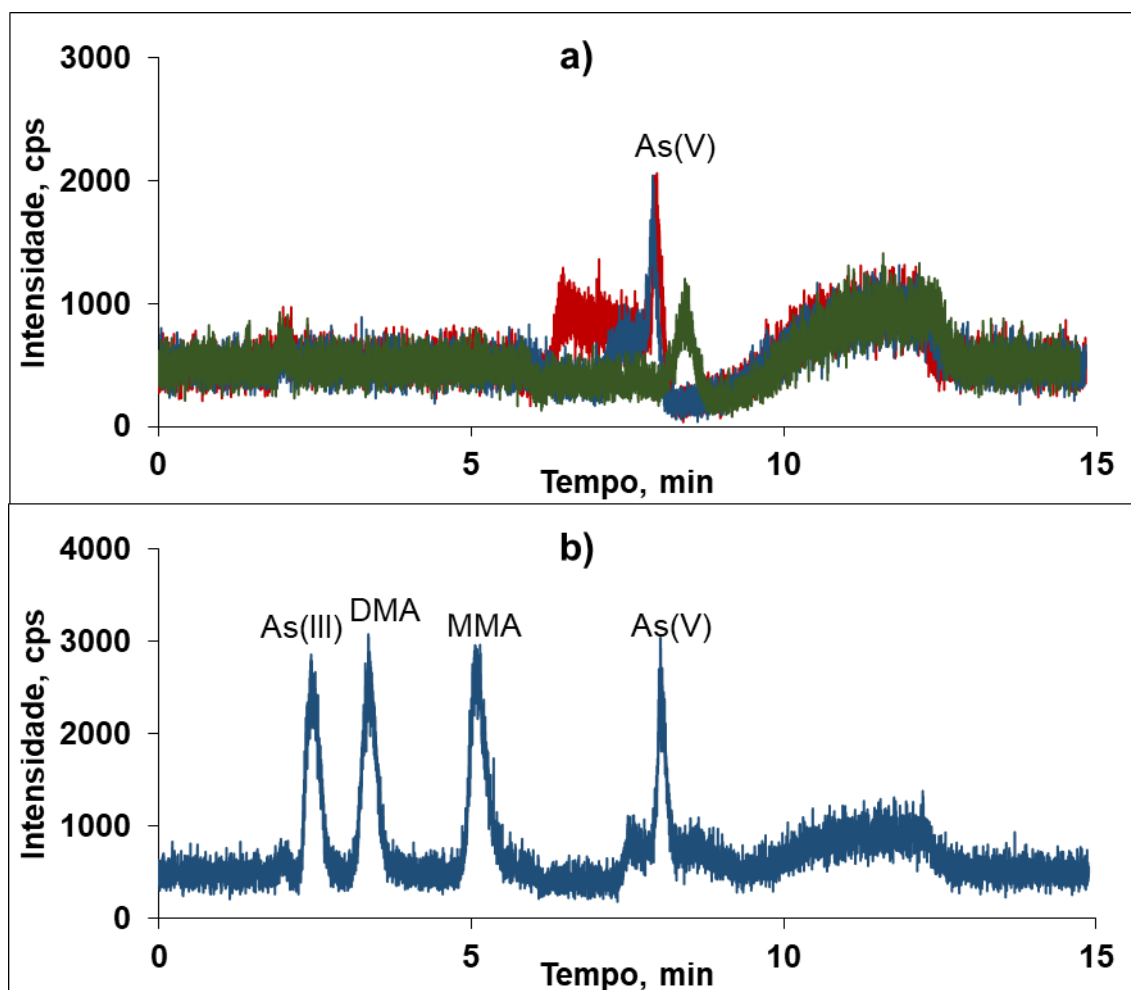 a)
3000
2000
1000
0
Intensidade, cps
As(V)
0
5
10
15
Tempo, min
b)
4000
3000
2000
1000
0
Intensidade, cps
As(III)
DMA
MMA
As(V)
0
5
10
15
Tempo, min